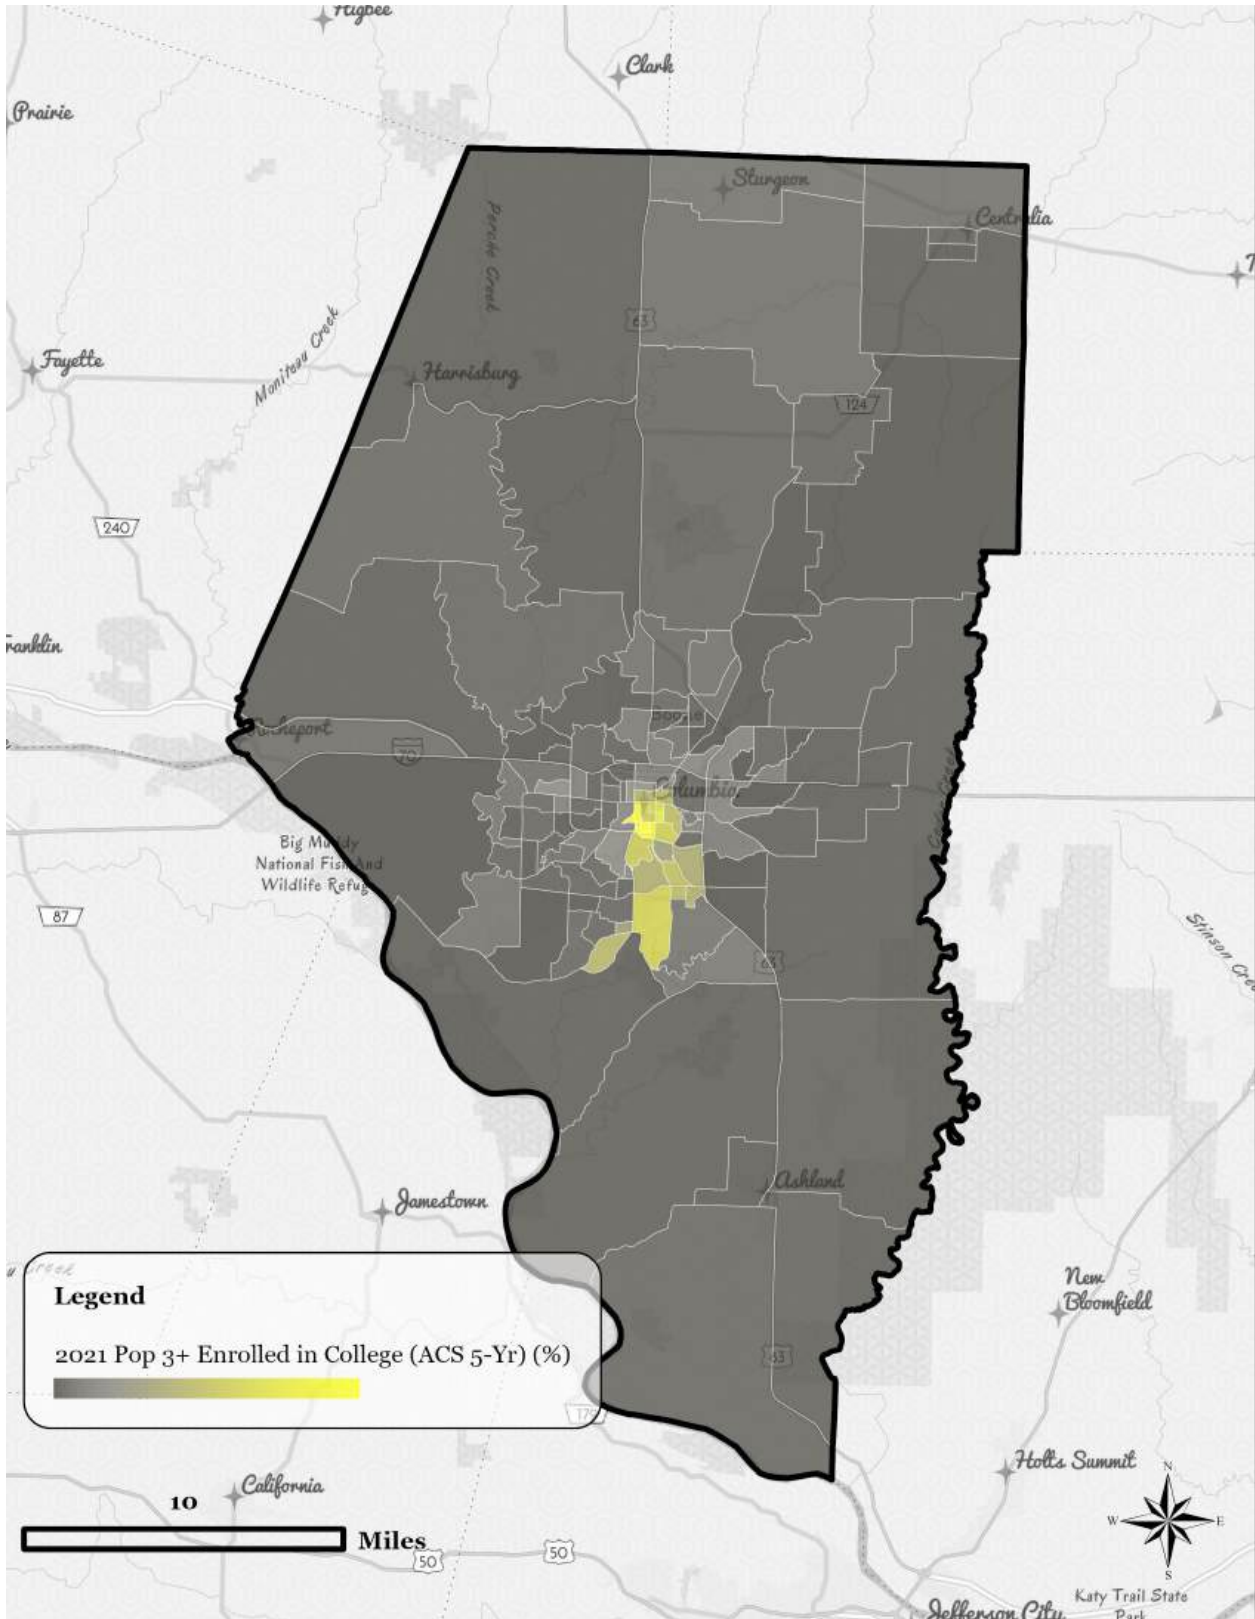 Higbee
Clark
Prairie
Sturgeon
Centralia
Perche Creek
63
Moniteau Creek
Fayette
Harrisburg
124
240
Franklin
Rocheport
Boone
70
Columbia
Cedar Creek
Big Muddy
National Fish And
Wildlife Refug
87
Stinson Cree
63
Ashland
Jamestown
u Creek
New
Bloomfield
Legend
2021 Pop 3+ Enrolled in College (ACS 5-Yr) (%)
63
179
California
Holts Summit
10
Miles
50
50
N
W
E
S
Katy Trail State
Park
Jefferson City